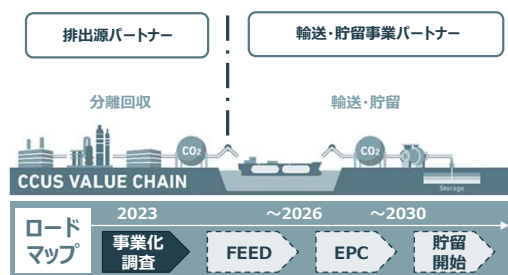 排出源パートナー
輸送・貯留事業パートナー
分離回収
輸送・貯留
CO₂
CO₂
CCUS VALUE CHAIN
Storage
ロード
マップ
2023
～2026
～2030
事業化
調査
FEED
EPC
貯留
開始